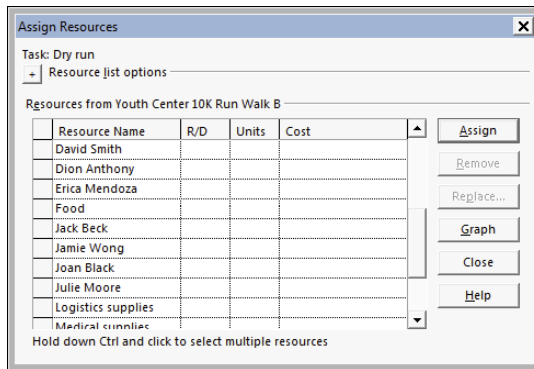 Assign Resources
Task: Dry run
+ Resource list options
Resources from Youth Center 10K Run Walk B
Resource Name R/D Units Cost Assign
David Smith
Dion Anthony Remove
Erica Mendoza
Food Replace...
Jack Beck Graph
Jamie Wong
Joan Black Close
Julie Moore
Logistics supplies Help
Medical supplies
Hold down Ctrl and click to select multiple resources